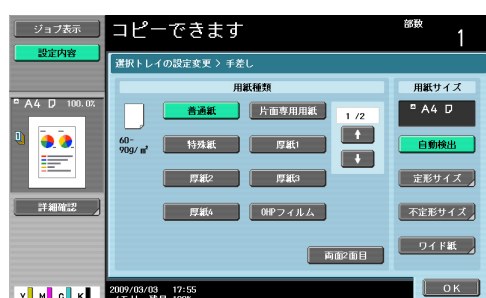 ジョブ表示
コピーできます
部数
1
設定内容
選択トレイの設定変更 > 手差し
用紙種類
用紙サイズ
A4 100.0%
普通紙
片面専用用紙
1 /2
A4
60-
90g/㎡
特殊紙
厚紙1
自動検出
厚紙2
厚紙3
定形サイズ
詳細確認
厚紙4
OHPフィルム
不定形サイズ
両面2面目
ワイド紙
2009/03/03 17:55
OK
Y M C K